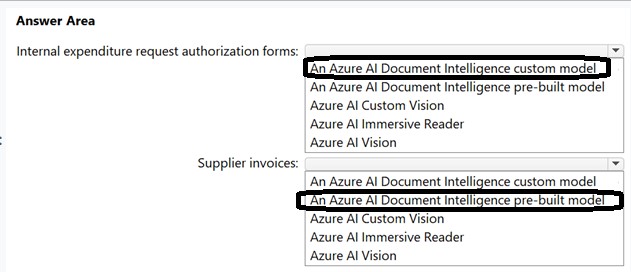 Answer Area
Internal expenditure request authorization forms:
An Azure AI Document Intelligence custom model
An Azure AI Document Intelligence pre-built model
Azure AI Custom Vision
Azure AI Immersive Reader
Azure AI Vision
Supplier invoices:
An Azure AI Document Intelligence custom model
An Azure AI Document Intelligence pre-built model
Azure AI Custom Vision
Azure AI Immersive Reader
Azure AI Vision